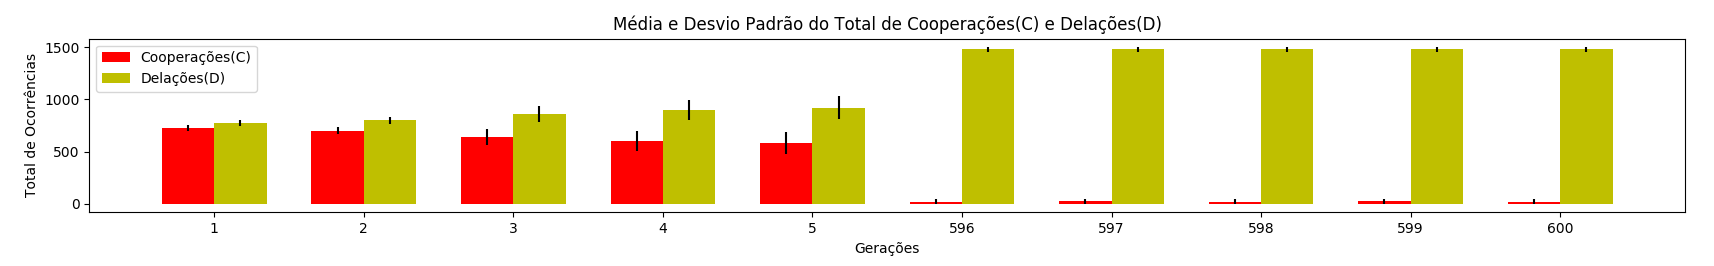 Média e Desvio Padrão do Total de Cooperações(C) e Delações(D)
Total de Ocorrências
1500
1000
500
0
Cooperações(C)
Delações(D)
1 2 3 4 5 596 597 598 599 600
Gerações